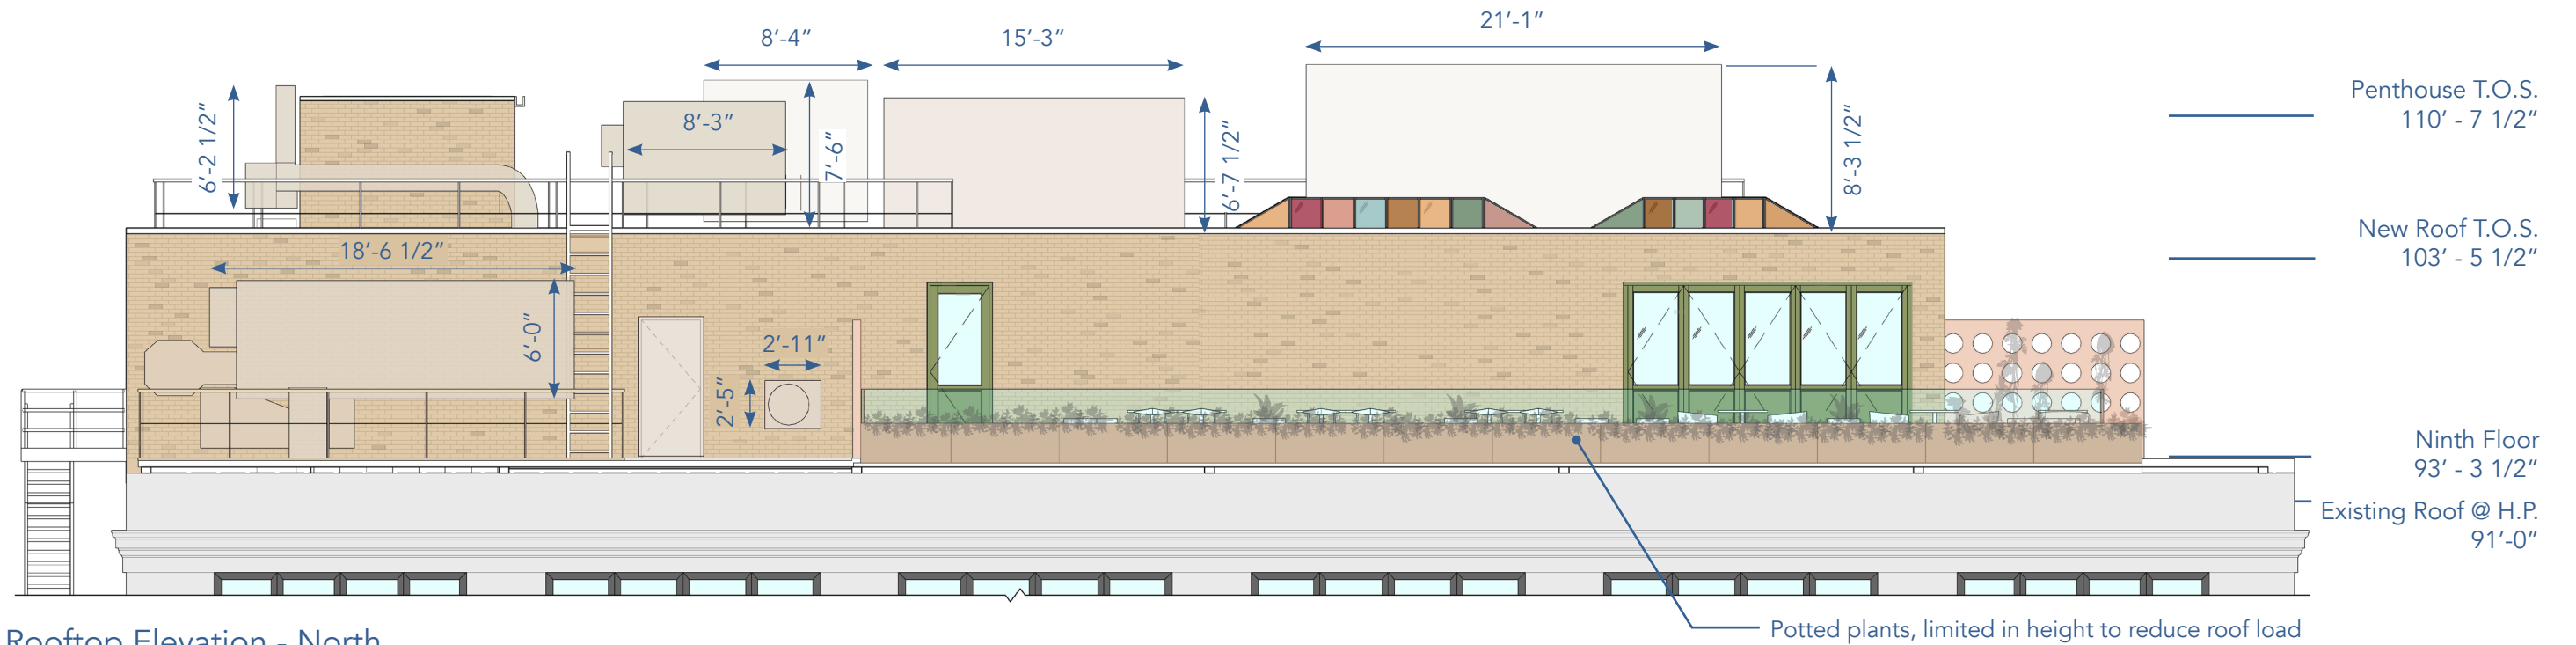 21’-1”
8’-4”
15’-3”
6’-2 1/2”
8’-3”
7’-6”
6’-7 1/2”
8’-3 1/2”
Penthouse T.O.S.
110’ - 7 1/2”
New Roof T.O.S.
103’ - 5 1/2”
18’-6 1/2”
6’-0”
2’-11”
2’-5”
Ninth Floor
93’ - 3 1/2”
Existing Roof @ H.P.
91’-0”
Potted plants, limited in height to reduce roof load
Rooftop Elevation - North